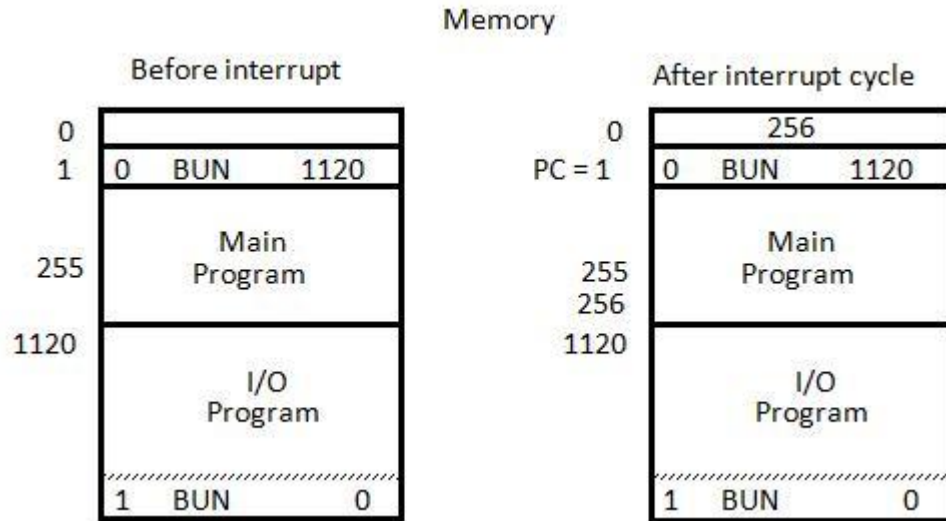 Memory
Before interrupt
0
1 0 BUN 1120
Main
255 Program
1120
I/O
Program
1 BUN 0
After interrupt cycle
0 256
PC = 1 0 BUN 1120
Main
255 Program
256
1120
I/O
Program
1 BUN 0